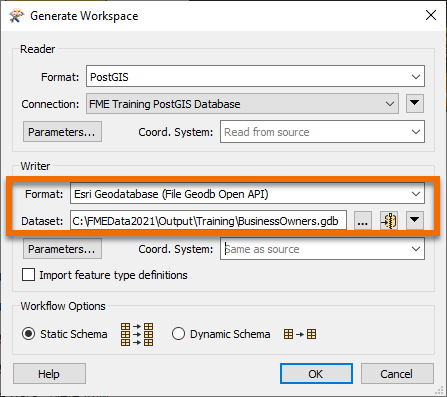 Generate Workspace
Reader
Format: PostGIS
Connection: FME Training PostGIS Database
Parameters... Coord. System: Read from source
Writer
Format: Esri Geodatabase (File Geodb Open API)
Dataset: C:\FMEData2021\Output\Training\BusinessOwners.gdb ...
Parameters... Coord. System: Same as source
Import feature type definitions
Workflow Options
Static Schema Dynamic Schema
Help OK Cancel